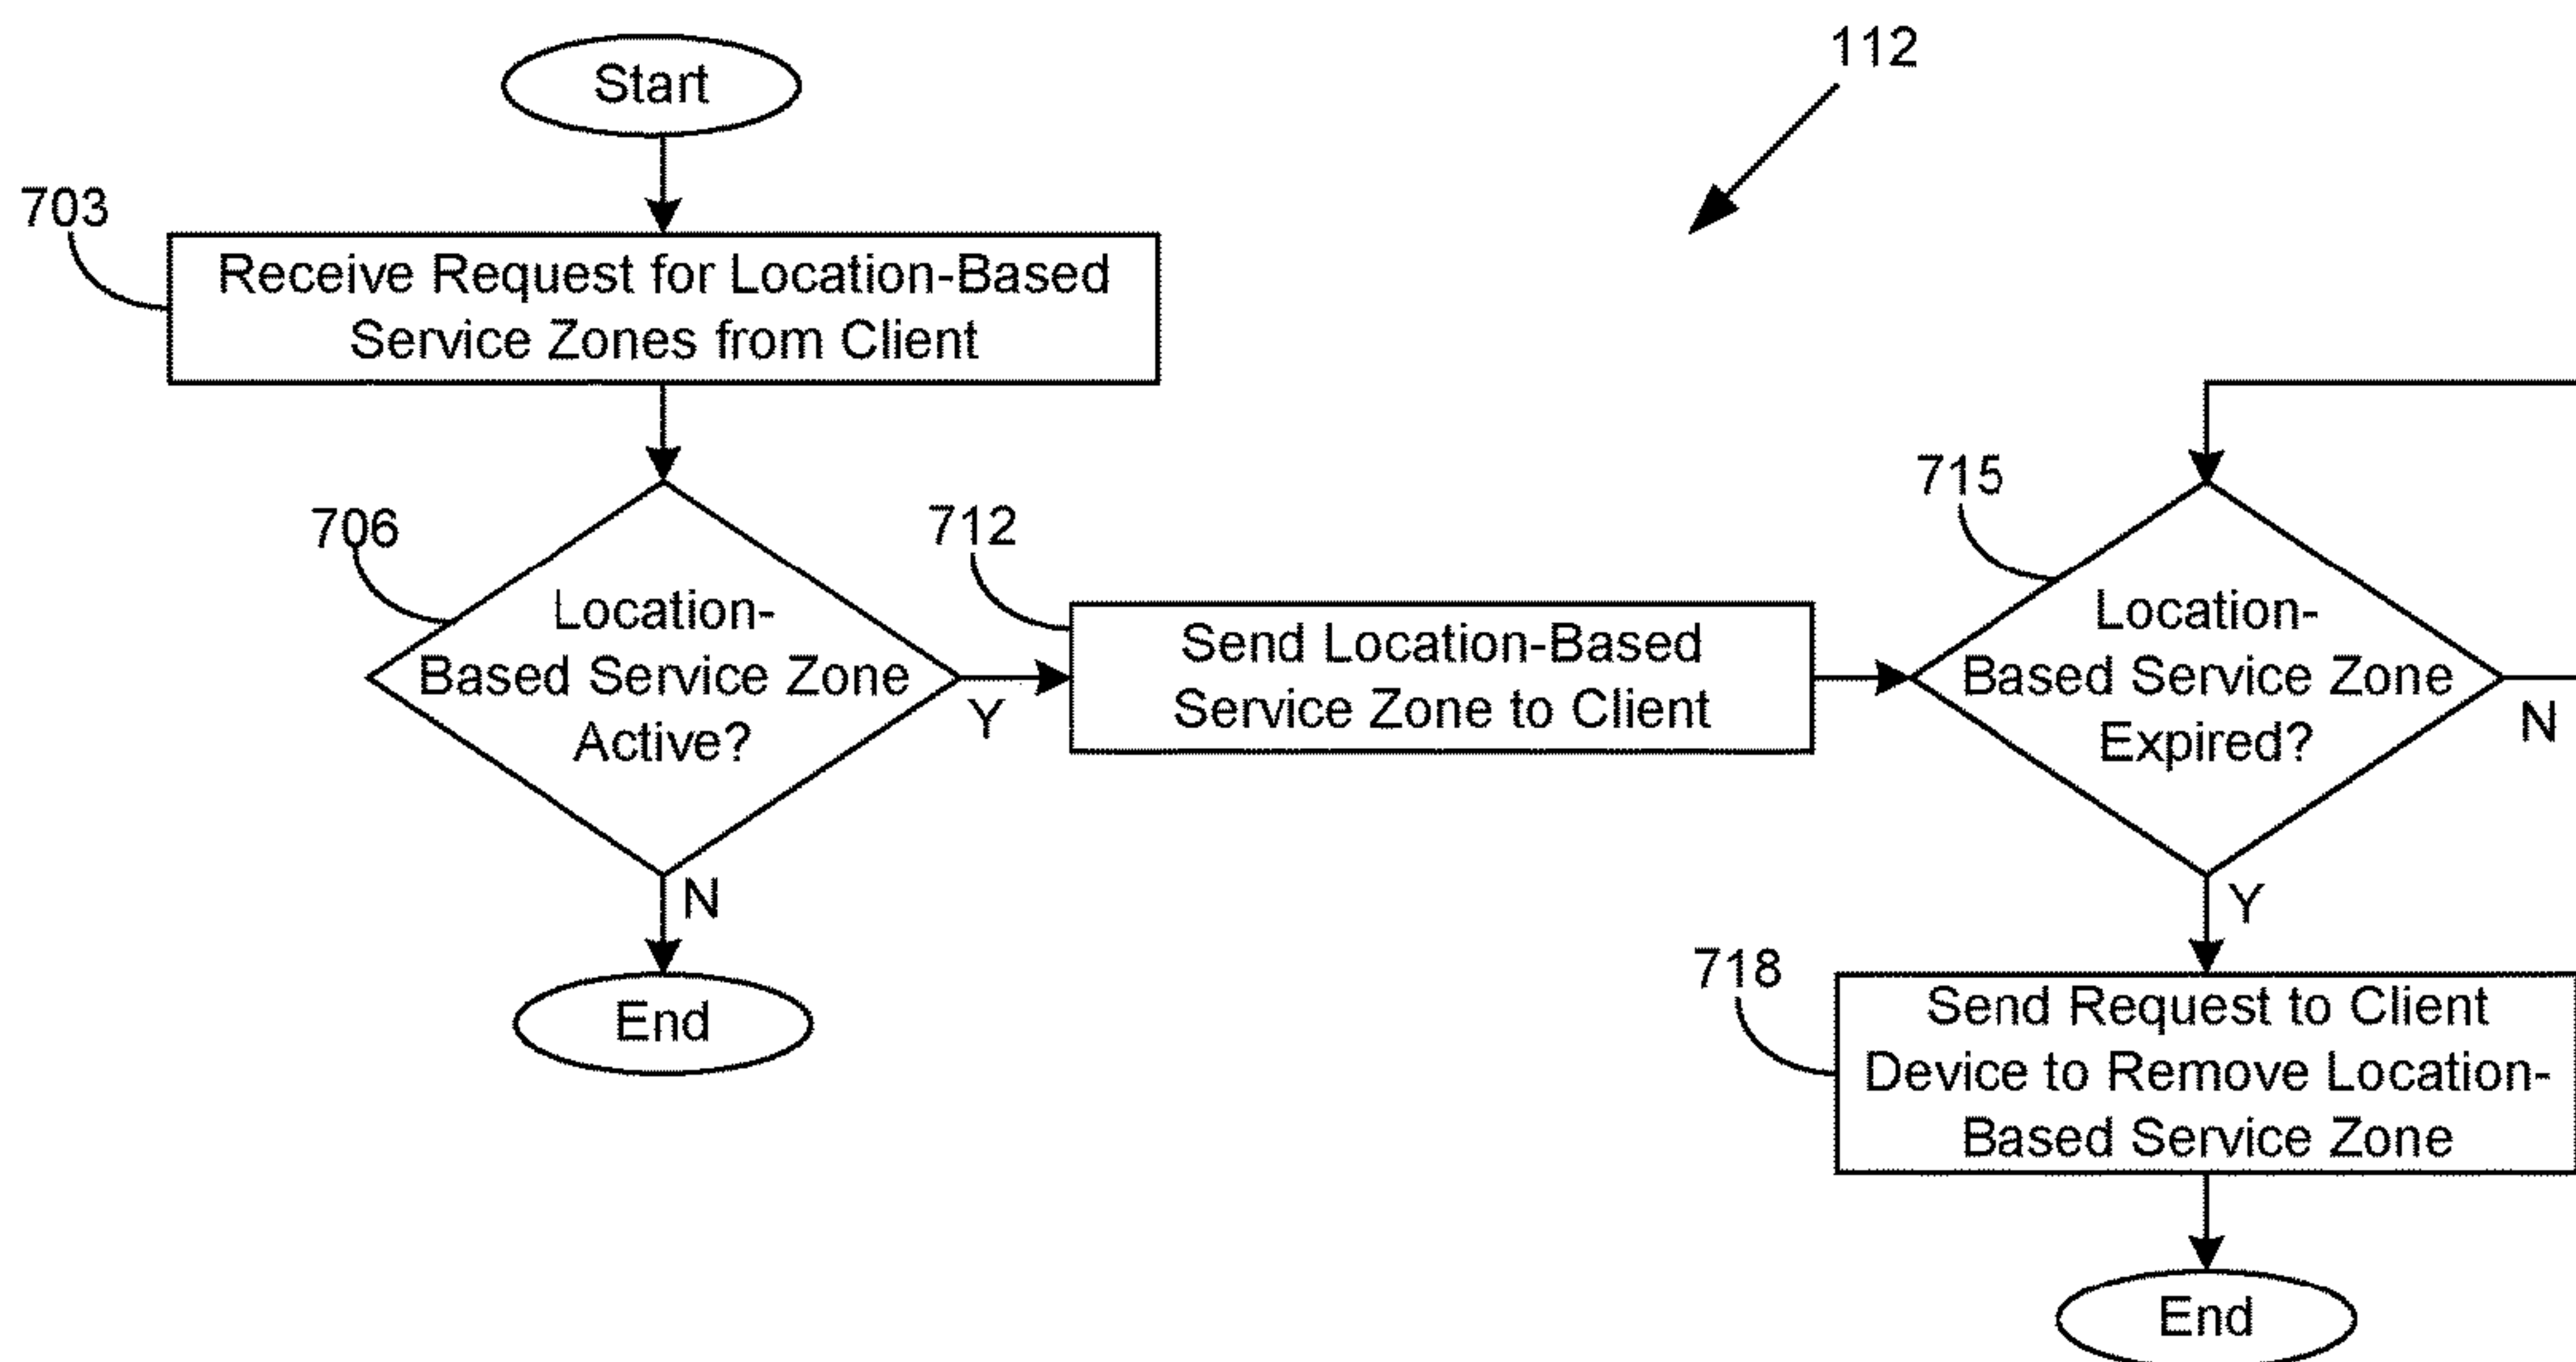 Start
112
703
Receive Request for Location-Based
Service Zones from Client
706
Location-
Based Service Zone
Active?
Y
N
End
712
Send Location-Based
Service Zone to Client
715
Location-
Based Service Zone
Expired?
N
Y
718
Send Request to Client
Device to Remove Location-
Based Service Zone
End